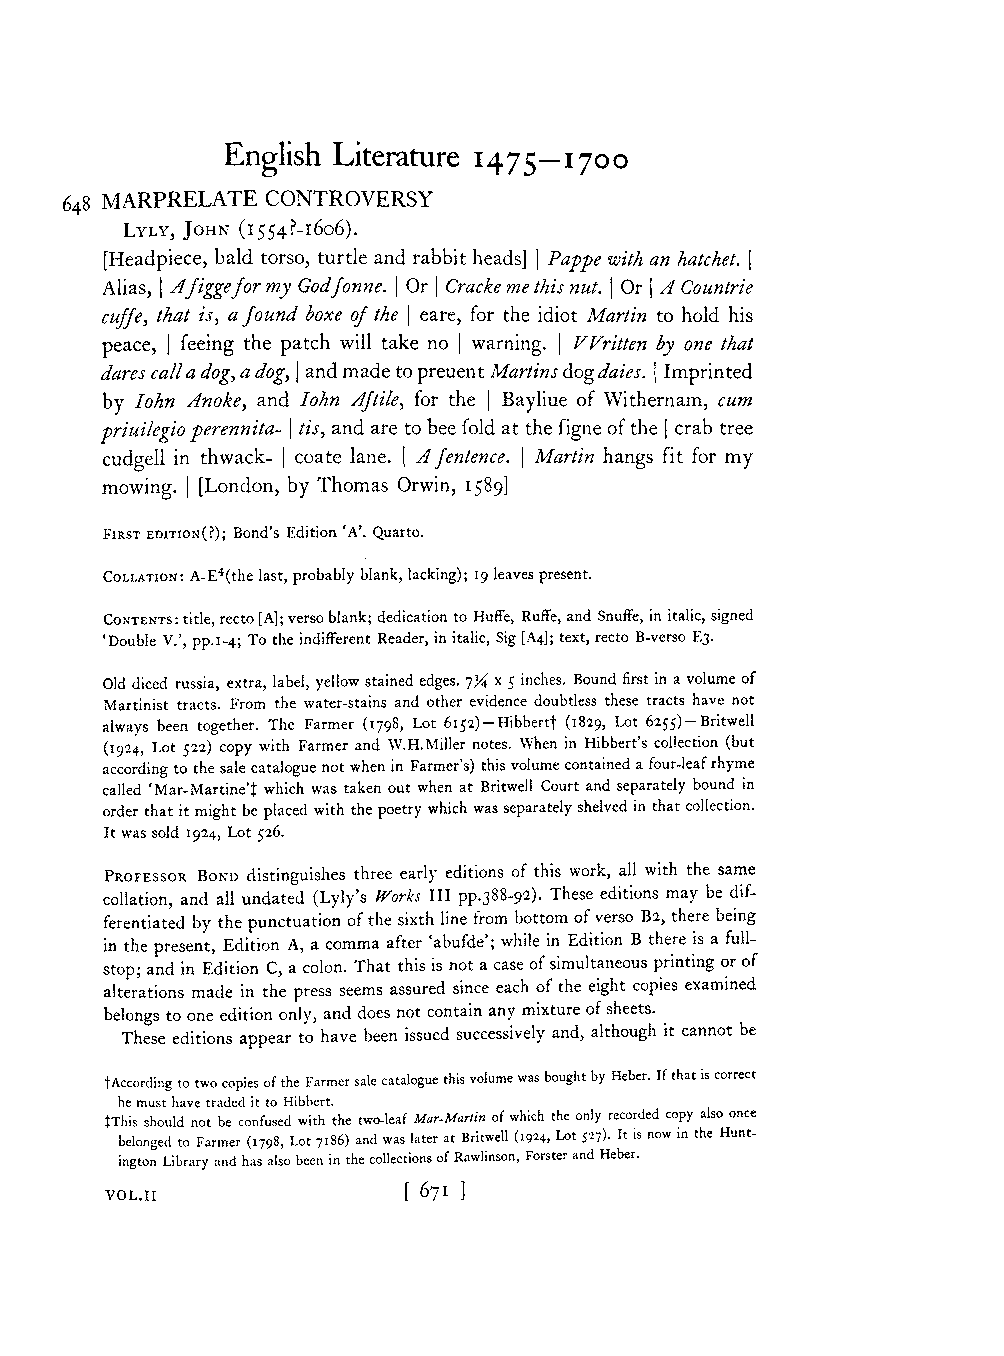 English Literature 1475—1700
648 MARPRELATE CONTROVERSY
LYLY, JOHN (1554?-1606).
[Headpiece, bald torso, turtle and rabbit heads] | Pappe with an hatchet. |
Alias, | A figge for my Godſonne. | Or | Cracke me this nut. | Or | A Countrie
cuffe, that is, a ſound boxe of the | eare, for the idiot Martin to hold his
peace, | ſeeing the patch will take no | warning. | VVritten by one that
dares call a dog, a dog, | and made to preuent Martins dog daies. | Imprinted
by Iohn Anoke, and Iohn Aſtile, for the | Bayliue of Withernam, cum
priuilegio perennita- | tis, and are to bee ſold at the ſigne of the | crab tree
cudgell in thwack- | coate lane. | A ſentence. | Martin hangs fit for my
mowing. | [London, by Thomas Orwin, 1589]
FIRST EDITION(?); Bond's Edition 'A'. Quarto.
COLLATION: A-E⁴(the last, probably blank, lacking); 19 leaves present.
CONTENTS: title, recto [A]; verso blank; dedication to Huffe, Ruffe, and Snuffe, in italic, signed
'Double V.', pp.1-4; To the indifferent Reader, in italic, Sig [A4]; text, recto B-verso E3.
Old diced russia, extra, label, yellow stained edges. 7¼ x 5 inches. Bound first in a volume of
Martinist tracts. From the water-stains and other evidence doubtless these tracts have not
always been together. The Farmer (1798, Lot 6152)—Hibbert† (1829, Lot 6255)—Britwell
(1924, Lot 522) copy with Farmer and W.H.Miller notes. When in Hibbert's collection (but
according to the sale catalogue not when in Farmer's) this volume contained a four-leaf rhyme
called 'Mar-Martine'‡ which was taken out when at Britwell Court and separately bound in
order that it might be placed with the poetry which was separately shelved in that collection.
It was sold 1924, Lot 526.
PROFESSOR BOND distinguishes three early editions of this work, all with the same
collation, and all undated (Lyly's Works III pp.388-92). These editions may be dif-
ferentiated by the punctuation of the sixth line from bottom of verso B2, there being
in the present, Edition A, a comma after 'abufde'; while in Edition B there is a full-
stop; and in Edition C, a colon. That this is not a case of simultaneous printing or of
alterations made in the press seems assured since each of the eight copies examined
belongs to one edition only, and does not contain any mixture of sheets.
These editions appear to have been issued successively and, although it cannot be
†According to two copies of the Farmer sale catalogue this volume was bought by Heber. If that is correct
he must have traded it to Hibbert.
‡This should not be confused with the two-leaf Mar-Martin of which the only recorded copy also once
belonged to Farmer (1798, Lot 7186) and was later at Britwell (1924, Lot 527). It is now in the Hunt-
ington Library and has also been in the collections of Rawlinson, Forster and Heber.
VOL.II [ 671 ]